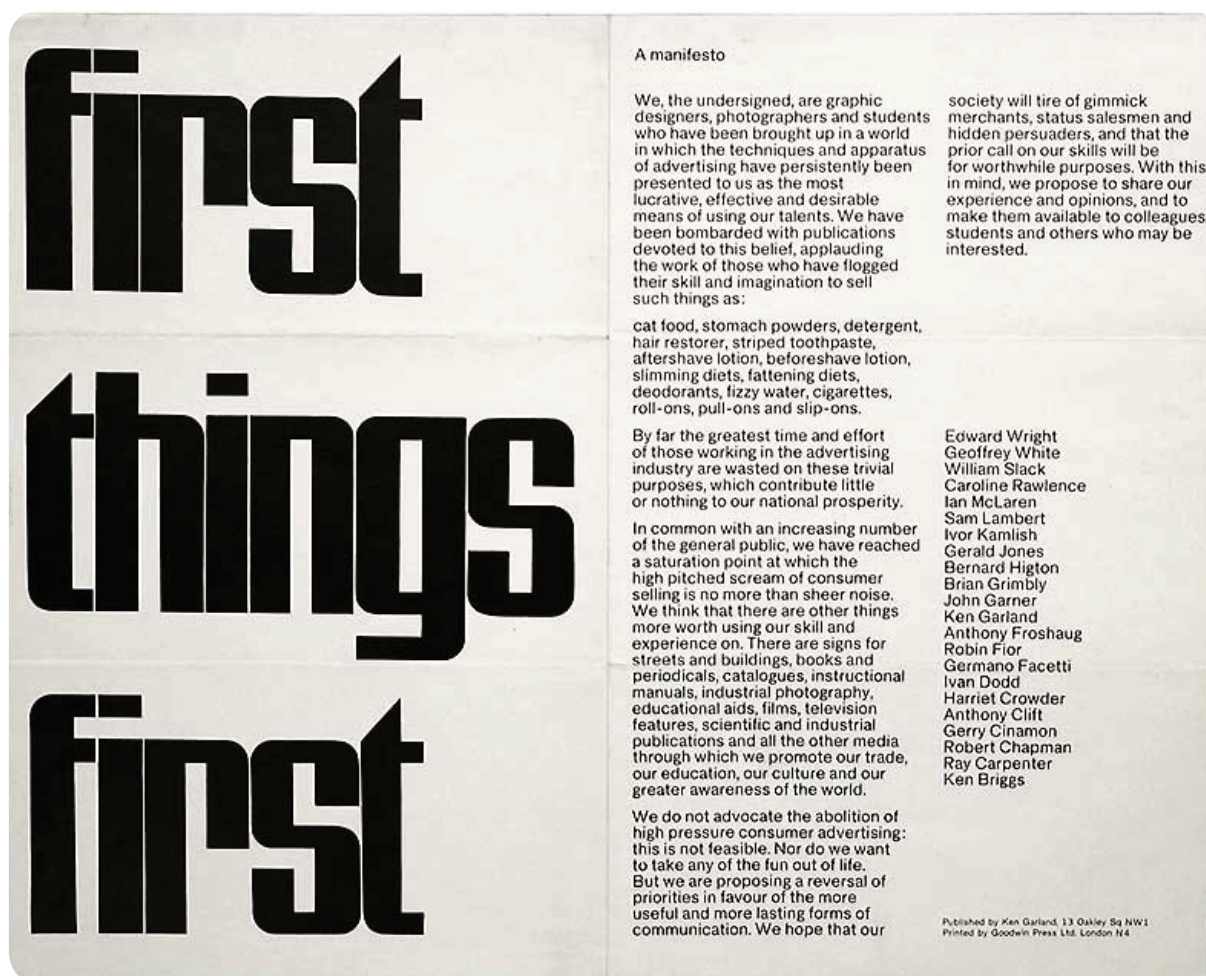 first
things
first
A manifesto
We, the undersigned, are graphic
designers, photographers and students
who have been brought up in a world
in which the techniques and apparatus
of advertising have persistently been
presented to us as the most
lucrative, effective and desirable
means of using our talents. We have
been bombarded with publications
devoted to this belief, applauding
the work of those who have flogged
their skill and imagination to sell
such things as:
cat food, stomach powders, detergent,
hair restorer, striped toothpaste,
aftershave lotion, beforeshave lotion,
slimming diets, fattening diets,
deodorants, fizzy water, cigarettes,
roll-ons, pull-ons and slip-ons.
By far the greatest time and effort
of those working in the advertising
industry are wasted on these trivial
purposes, which contribute little
or nothing to our national prosperity.
In common with an increasing number
of the general public, we have reached
a saturation point at which the
high pitched scream of consumer
selling is no more than sheer noise.
We think that there are other things
more worth using our skill and
experience on. There are signs for
streets and buildings, books and
periodicals, catalogues, instructional
manuals, industrial photography,
educational aids, films, television
features, scientific and industrial
publications and all the other media
through which we promote our trade,
our education, our culture and our
greater awareness of the world.
We do not advocate the abolition of
high pressure consumer advertising:
this is not feasible. Nor do we want
to take any of the fun out of life.
But we are proposing a reversal of
priorities in favour of the more
useful and more lasting forms of
communication. We hope that our
society will tire of gimmick
merchants, status salesmen and
hidden persuaders, and that the
prior call on our skills will be
for worthwhile purposes. With this
in mind, we propose to share our
experience and opinions, and to
make them available to colleagues
students and others who may be
interested.
Edward Wright
Geoffrey White
William Slack
Caroline Rawlence
Ian McLaren
Sam Lambert
Ivor Kamlish
Gerald Jones
Bernard Higton
Brian Grimbly
John Garner
Ken Garland
Anthony Froshaug
Robin Fior
Germano Facetti
Ivan Dodd
Harriet Crowder
Anthony Clift
Gerry Cinamon
Robert Chapman
Ray Carpenter
Ken Briggs
Published by Ken Garland, 13 Oakley Sq NW1
Printed by Goodwin Press Ltd. London N4